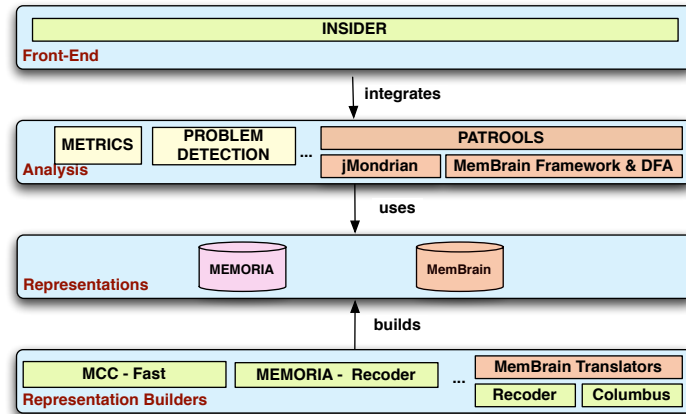 INSIDER
Front-End
integrates
METRICS
PROBLEM
DETECTION
...
PATROOLS
jMondrian
MemBrain Framework & DFA
Analysis
uses
MEMORIA
MemBrain
Representations
builds
MCC - Fast
MEMORIA - Recoder
...
MemBrain Translators
Recoder
Columbus
Representation Builders